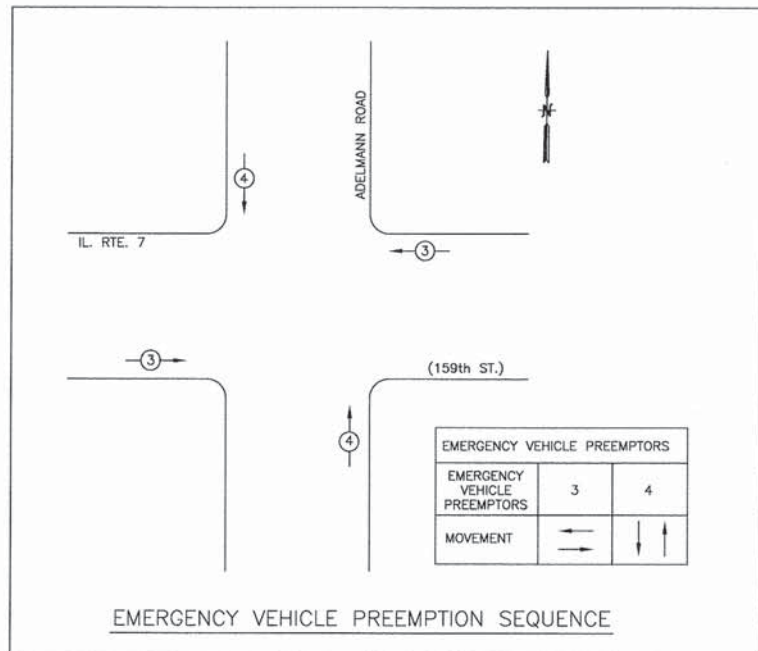 ADELMANN ROAD
N
4
IL. RTE. 7
3
3
(159th ST.)
4
EMERGENCY VEHICLE PREEMPTORS
EMERGENCY
VEHICLE
PREEMPTORS
3
4
MOVEMENT
EMERGENCY VEHICLE PREEMPTION SEQUENCE